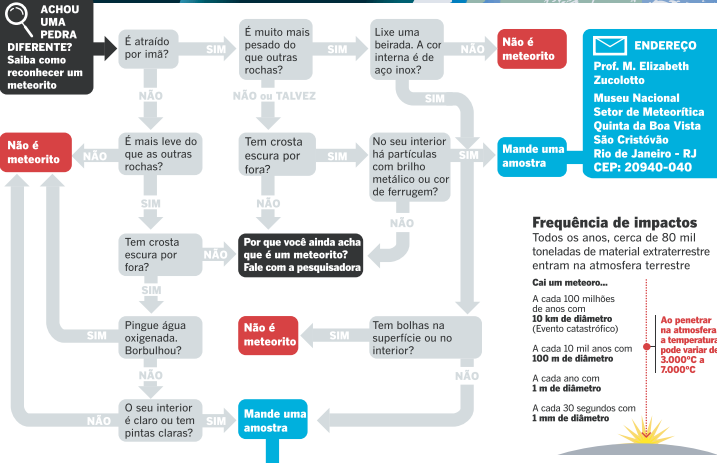 ACHOU
UMA
PEDRA
DIFERENTE?
Saiba como
reconhecer um
meteorito
É atraído
por imã?
SIM
É muito mais
pesado do
que outras
rochas?
SIM
Lixe uma
beirada. A cor
interna é de
aço inox?
NÃO
Não é
meteorito
ENDEREÇO
Prof. M. Elizabeth
Zucolotto
Museu Nacional
Setor de Meteorítica
Quinta da Boa Vista
São Cristóvão
Rio de Janeiro - RJ
CEP: 20940-040
NÃO
NÃO ou TALVEZ
SIM
Não é
meteorito
NÃO
É mais leve do
que as outras
rochas?
Tem crosta
escura por
fora?
SIM
No seu interior
há partículas
com brilho
metálico ou cor
de ferrugem?
SIM
Mande uma
amostra
SIM
NÃO
NÃO
Tem crosta
escura por
fora?
NÃO
Por que você ainda acha
que é um meteorito?
Fale com a pesquisadora
SIM
SIM
Pingue água
oxigenada.
Borbulhou?
Não é
meteorito
SIM
Tem bolhas na
superfície ou no
interior?
NÃO
NÃO
NÃO
O seu interior
é claro ou tem
pintas claras?
SIM
Mande uma
amostra
Frequência de impactos
Todos os anos, cerca de 80 mil
toneladas de material extraterrestre
entram na atmosfera terrestre
Cai um meteoro...
A cada 100 milhões
de anos com
10 km de diâmetro
(Evento catastrófico)
A cada 10 mil anos com
100 m de diâmetro
A cada ano com
1 m de diâmetro
A cada 30 segundos com
1 mm de diâmetro
Ao penetrar
na atmosfera
a temperatura
pode variar de
3.000°C a
7.000°C